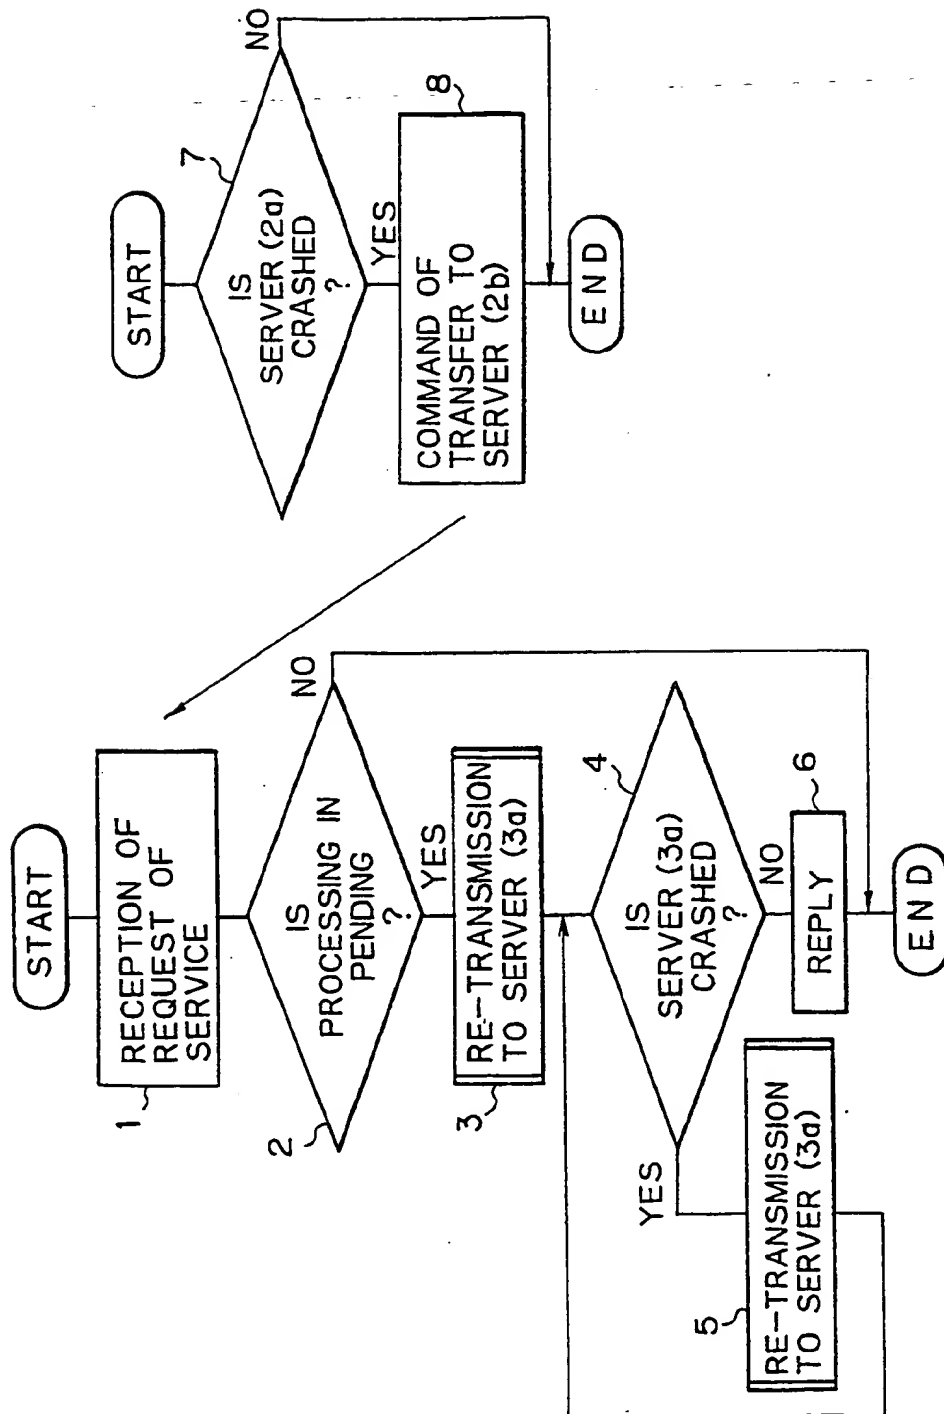 START
1
RECEPTION OF
REQUEST OF
SERVICE
2
IS
PROCESSING IN
PENDING
?
NO
YES
3
RE-TRANSMISSION
TO SERVER (3a)
4
IS
SERVER (3a)
CRASHED
?
YES
NO
5
RE-TRANSMISSION
TO SERVER (3a)
6
REPLY
END
START
7
IS
SERVER (2a)
CRASHED
?
NO
YES
8
COMMAND OF
TRANSFER TO
SERVER (2b)
END